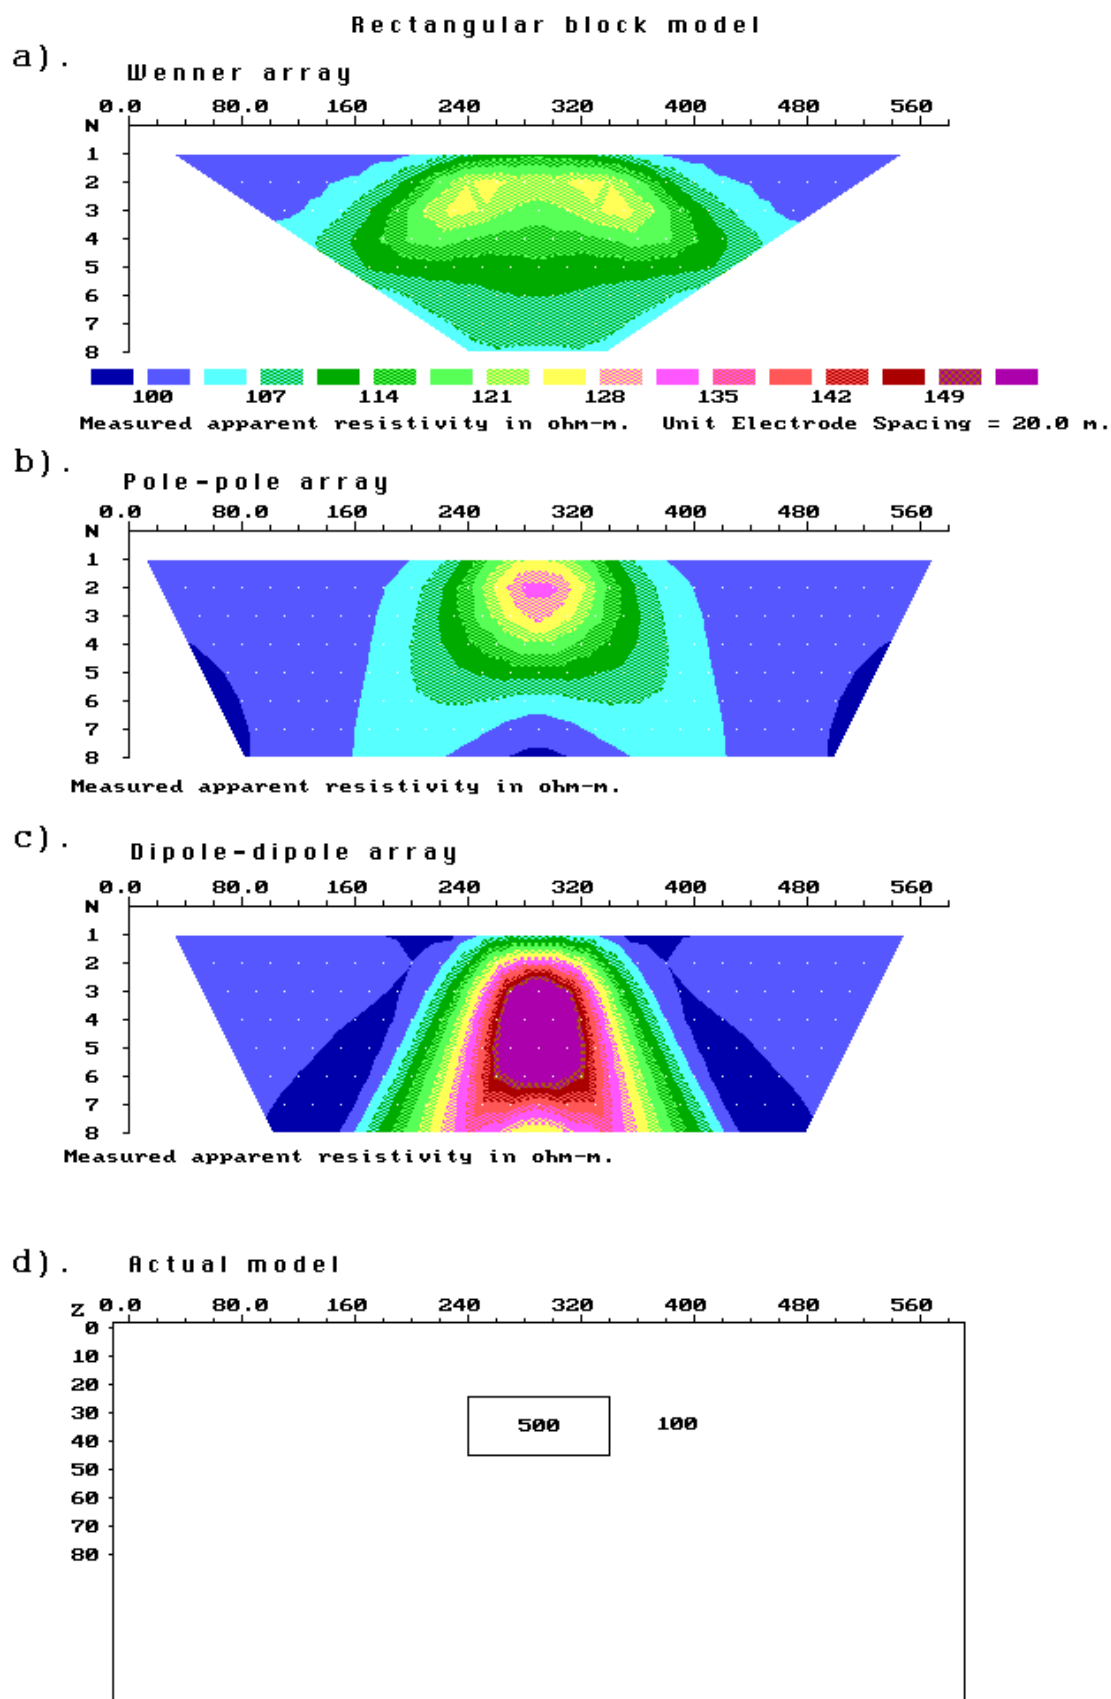 Rectangular block model
a).
Wenner array
0.0 80.0 160 240 320 400 480 560
N
1
2
3
4
5
6
7
8
100 107 114 121 128 135 142 149
Measured apparent resistivity in ohm-m. Unit Electrode Spacing = 20.0 m.
b).
Pole-pole array
0.0 80.0 160 240 320 400 480 560
N
1
2
3
4
5
6
7
8
Measured apparent resistivity in ohm-m.
c).
Dipole-dipole array
0.0 80.0 160 240 320 400 480 560
N
1
2
3
4
5
6
7
8
Measured apparent resistivity in ohm-m.
d).
Actual model
Z 0.0 80.0 160 240 320 400 480 560
0
10
20
30
500 100
40
50
60
70
80